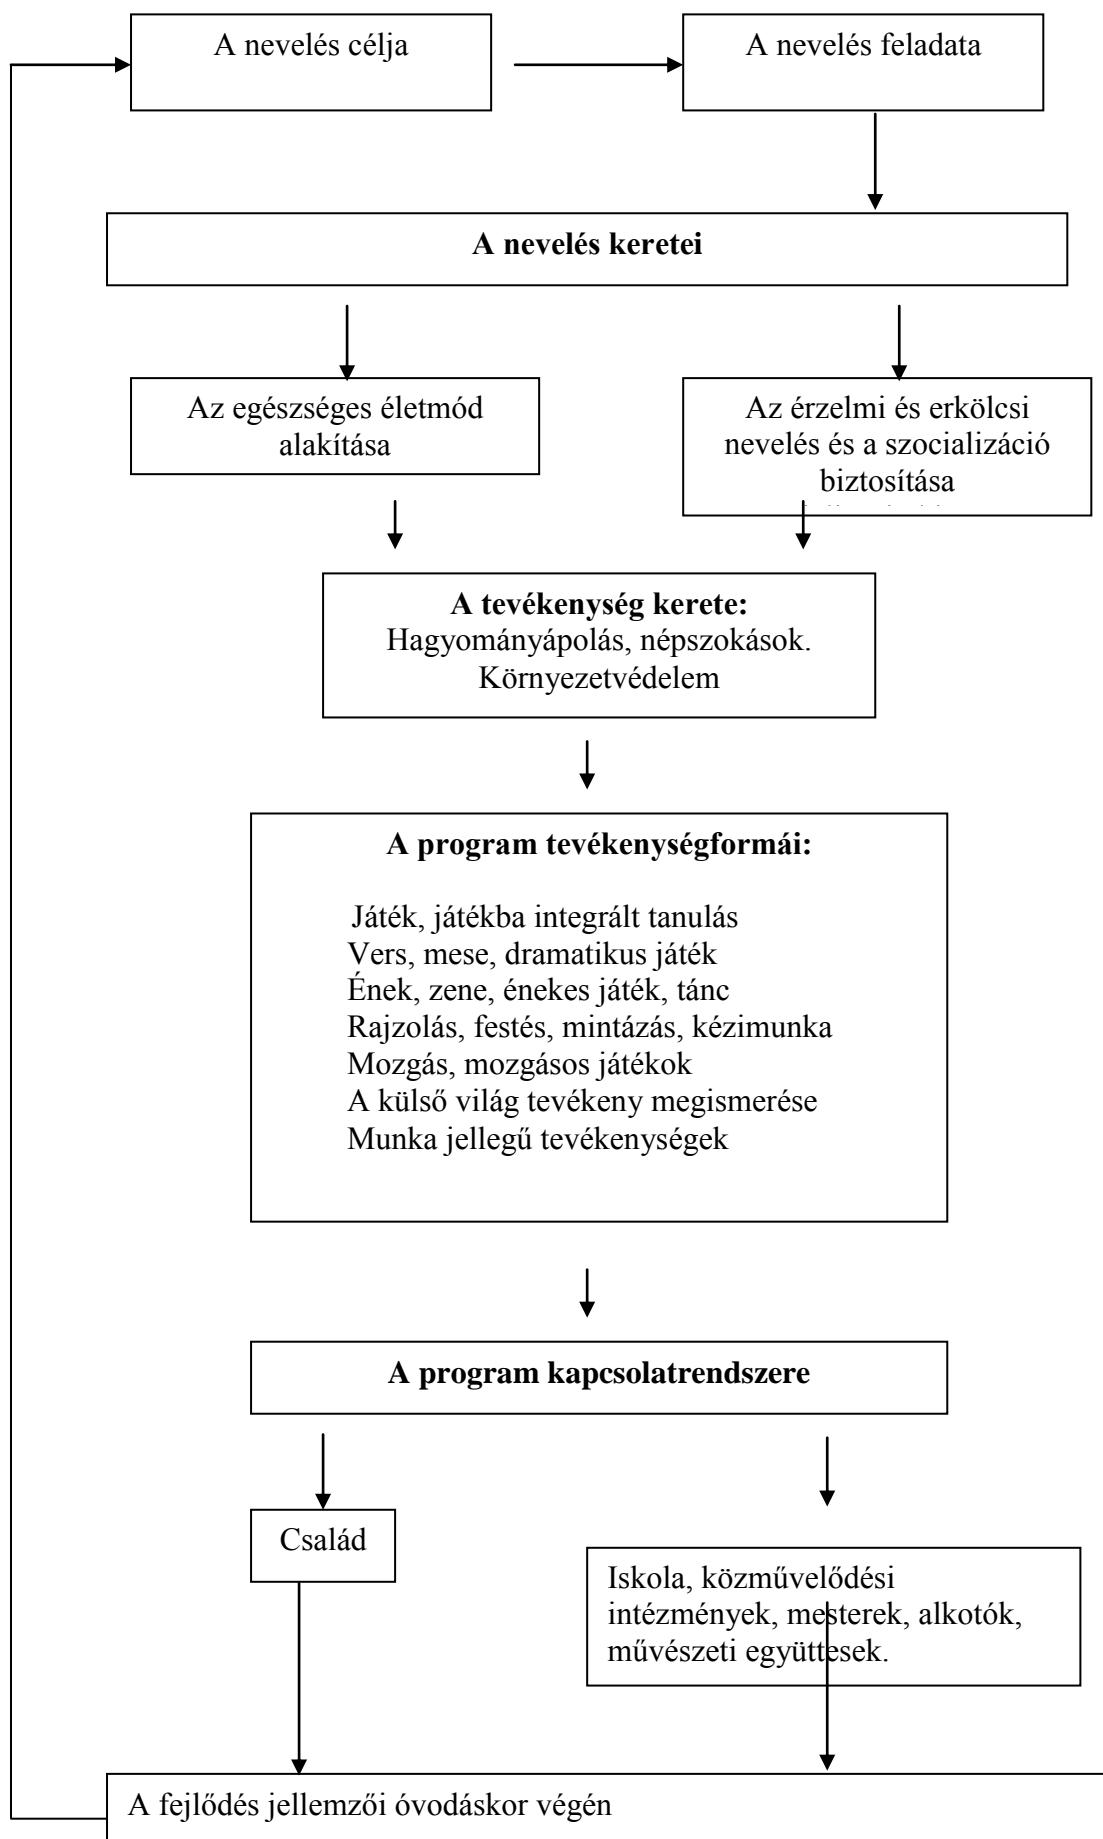 A nevelés célja
A nevelés feladata
A nevelés keretei
Az egészséges életmód
alakítása
Az érzelmi és erkölcsi
nevelés és a szocializáció
biztosítása
A tevékenység kerete:
Hagyományápolás, népszokások.
Környezetvédelem
A program tevékenységformái:
Játék, játékba integrált tanulás
Vers, mese, dramatikus játék
Ének, zene, énekes játék, tánc
Rajzolás, festés, mintázás, kézimunka
Mozgás, mozgásos játékok
A külső világ tevékeny megismerése
Munka jellegű tevékenységek
A program kapcsolatrendszere
Család
Iskola, közművelődési
intézmények, mesterek, alkotók,
művészeti együttesek.
A fejlődés jellemzői óvodáskor végén